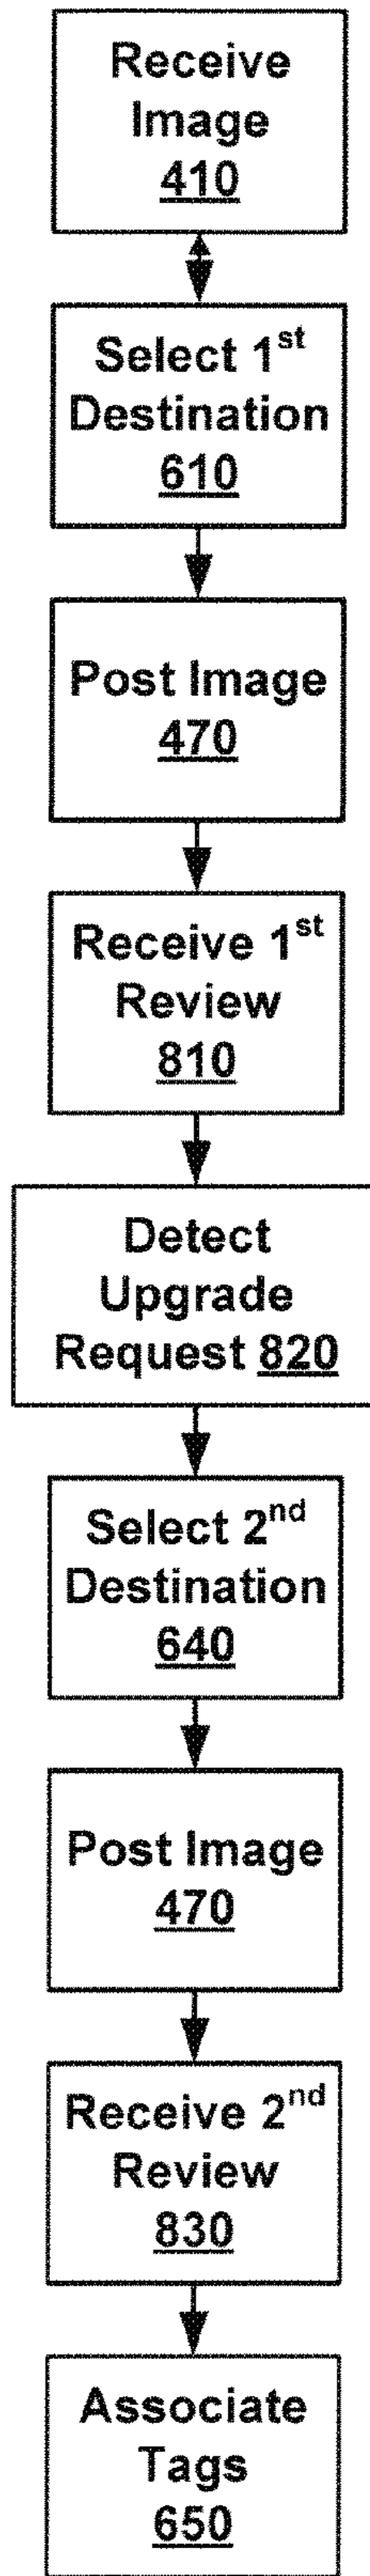 Receive
Image
410
Select 1st
Destination
610
Post Image
470
Receive 1st
Review
810
Detect
Upgrade
Request 820
Select 2nd
Destination
640
Post Image
470
Receive 2nd
Review
830
Associate
Tags
650